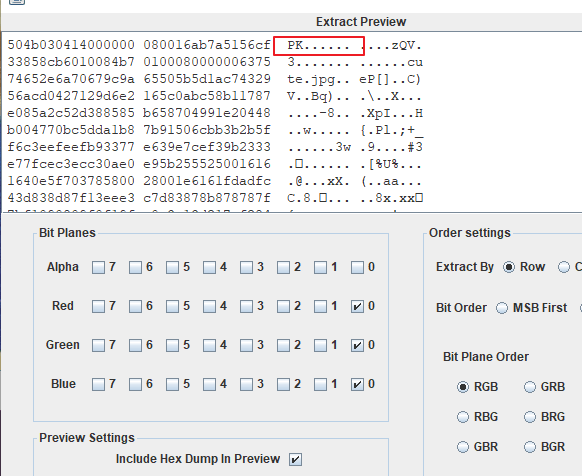 Extract Preview
504b030414000000 080016ab7a5156cf PK...... ....zQV.
33858cb6010084b7 0100080000006375 3....... ......cu
74652e6a70679c9a 65505b5d1ac74329 te.jpg.. eP[]..C)
56acd0427129d6e2 165c0abc58b11787 V..Bq).. .\..X...
e085a2c52d388585 b658704991e20448 ....-8.. .XpI...H
b004770bc5dda1b8 7b91506cbb3b2b5f ..w..... {.Pl.;+_
f6c3eefeefb93377 e639e7cef39b2333 ......3w .9....#3
e77fcec3ecc30ae0 e95b255525001616 ........ .[%U%...
1640e5f703785800 28001e6161fdadfc .@...xX. (..aa...
43d838d87f13eee3 c7d83878b878787f C.8..... ..8x.xx
Bit Planes
Alpha 7 6 5 4 3 2 1 0
Red 7 6 5 4 3 2 1 0
Green 7 6 5 4 3 2 1 0
Blue 7 6 5 4 3 2 1 0
Preview Settings
Include Hex Dump In Preview
Order settings
Extract By Row C
Bit Order MSB First
Bit Plane Order
RGB GRB
RBG BRG
GBR BGR